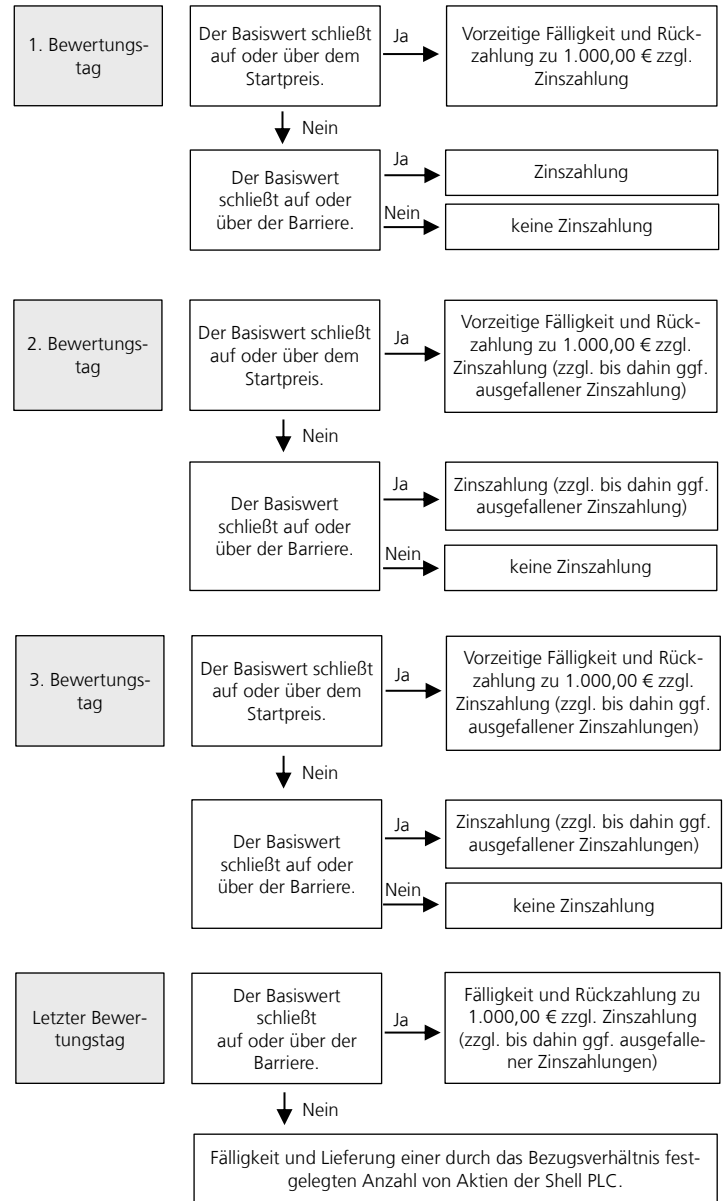 1. Bewertungs-
tag
Der Basiswert schließt
auf oder über dem
Startpreis.
Ja
Vorzeitige Fälligkeit und Rück-
zahlung zu 1.000,00 € zzgl.
Zinszahlung
Nein
Der Basiswert
schließt auf oder
über der Barriere.
Ja
Zinszahlung
Nein
keine Zinszahlung
2. Bewertungs-
tag
Der Basiswert schließt
auf oder über dem
Startpreis.
Ja
Vorzeitige Fälligkeit und Rück-
zahlung zu 1.000,00 € zzgl.
Zinszahlung (zzgl. bis dahin ggf.
ausgefallener Zinszahlung)
Nein
Der Basiswert
schließt auf oder
über der Barriere.
Ja
Zinszahlung (zzgl. bis dahin ggf.
ausgefallener Zinszahlung)
Nein
keine Zinszahlung
3. Bewertungs-
tag
Der Basiswert schließt
auf oder über dem
Startpreis.
Ja
Vorzeitige Fälligkeit und Rück-
zahlung zu 1.000,00 € zzgl.
Zinszahlung (zzgl. bis dahin ggf.
ausgefallener Zinszahlungen)
Nein
Der Basiswert
schließt auf oder
über der Barriere.
Ja
Zinszahlung (zzgl. bis dahin ggf.
ausgefallener Zinszahlungen)
Nein
keine Zinszahlung
Letzter Bewer-
tungstag
Der Basiswert
schließt
auf oder über der
Barriere.
Ja
Fälligkeit und Rückzahlung zu
1.000,00 € zzgl. Zinszahlung
(zzgl. bis dahin ggf. ausgefalle-
ner Zinszahlungen)
Nein
Fälligkeit und Lieferung einer durch das Bezugsverhältnis fest-
gelegten Anzahl von Aktien der Shell PLC.